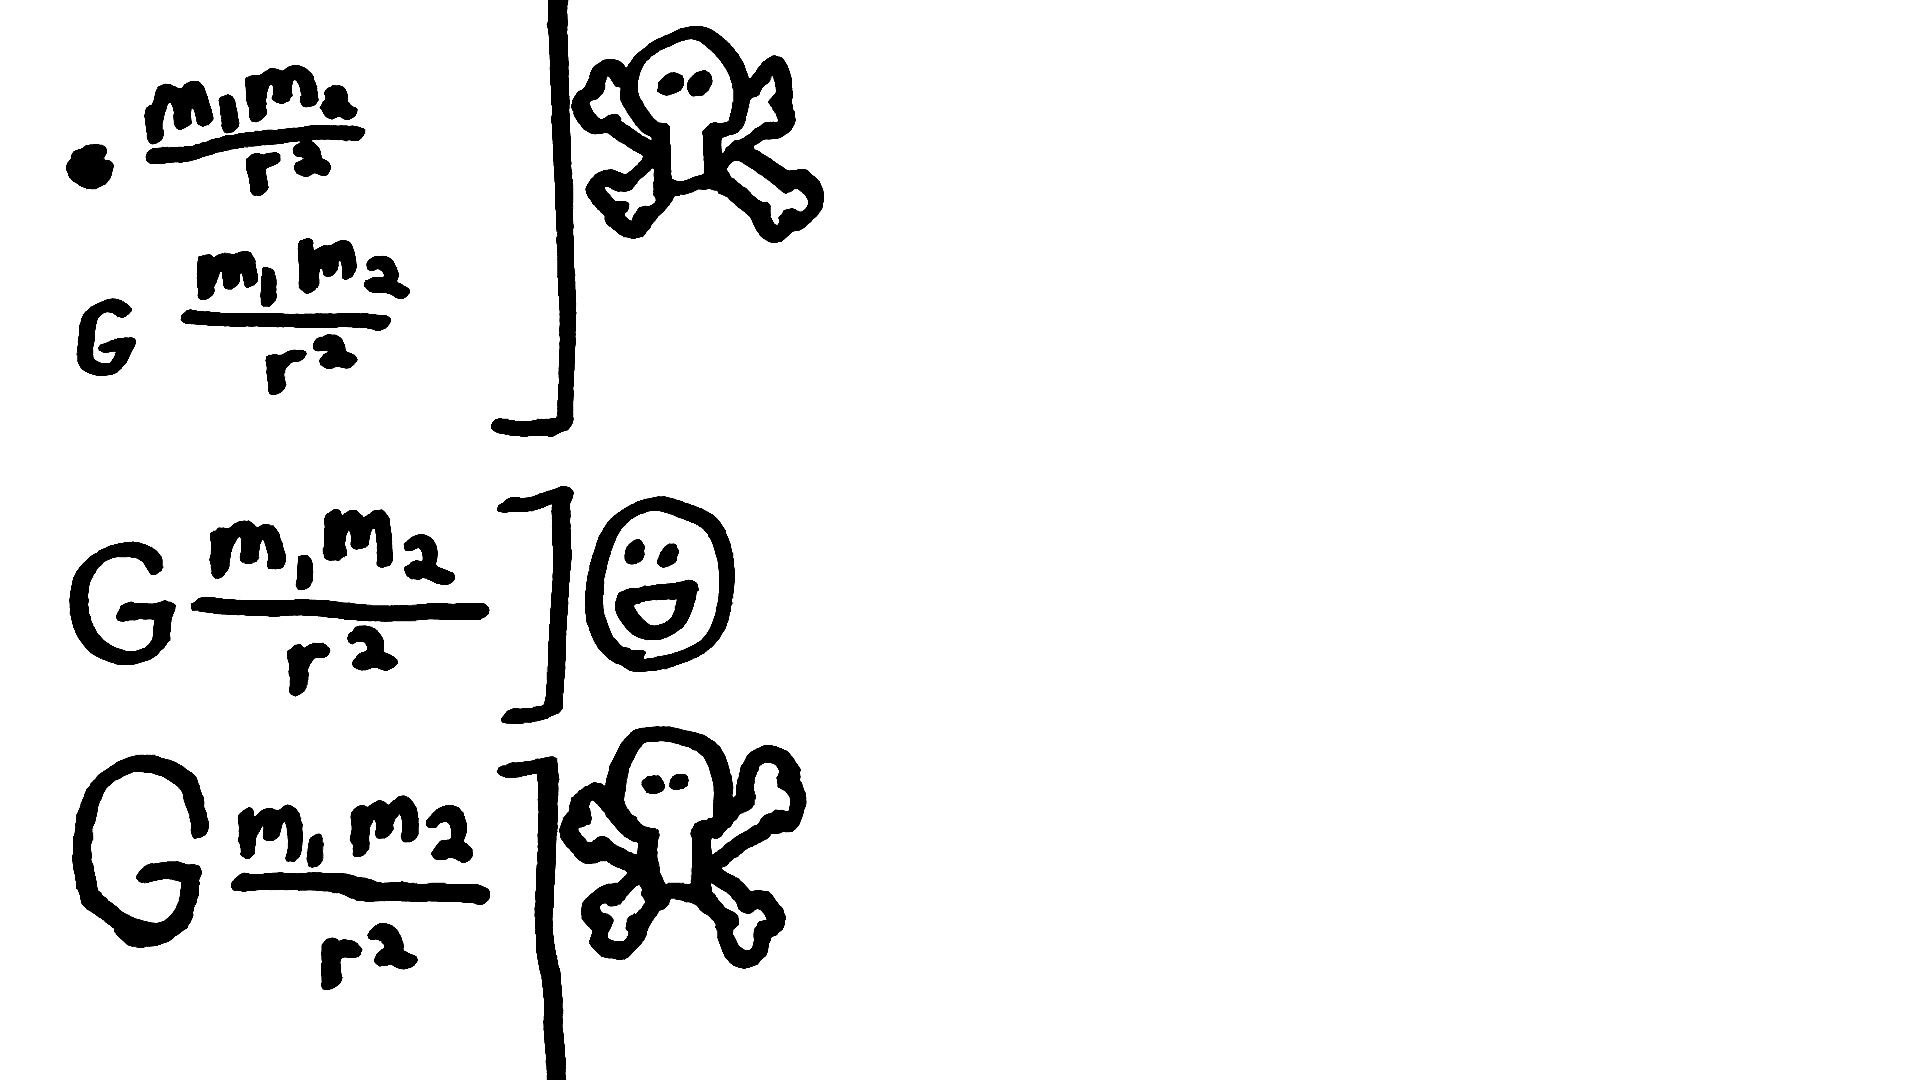 • m₁m₂
r²
G m₁m₂
r²
G m₁m₂
r²
G m₁m₂
r²